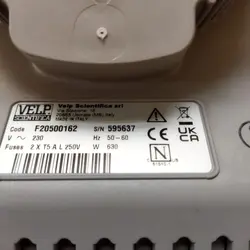 VELP
SCIENTIFICA
Velp Scientifica srl
MADE IN ITALY
Code F20500162 S/N 595637
V ~ 230 Hz 50-60
Fuses 2 X T5 A L 250V W 630
CE
UK
CA
N